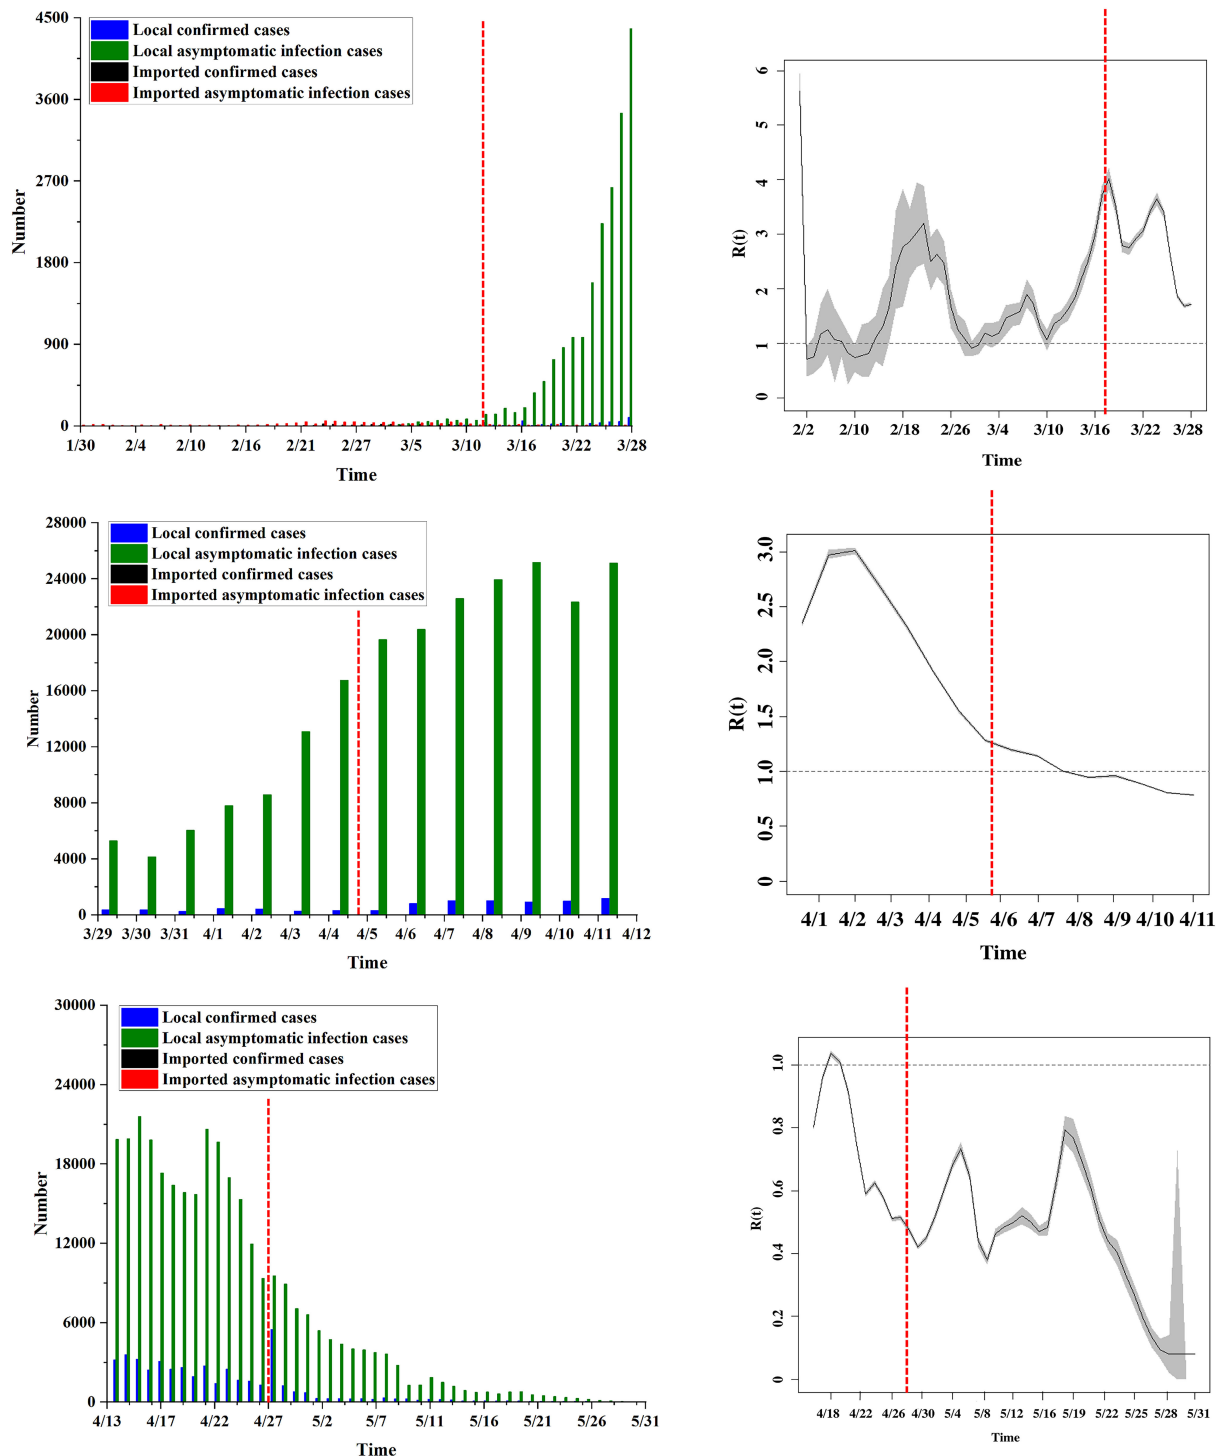 Local confirmed cases
Local asymptomatic infection cases
Imported confirmed cases
Imported asymptomatic infection cases
4500
3600
2700
1800
900
0
Number
1/30 2/4 2/10 2/16 2/21 2/27 3/5 3/10 3/16 3/22 3/28
Time
6
5
4
3
2
1
0
R(t)
2/2 2/10 2/18 2/26 3/4 3/10 3/16 3/22 3/28
Time
Local confirmed cases
Local asymptomatic infection cases
Imported confirmed cases
Imported asymptomatic infection cases
28000
24000
20000
16000
12000
8000
4000
0
Number
3/29 3/30 3/31 4/1 4/2 4/3 4/4 4/5 4/6 4/7 4/8 4/9 4/10 4/11 4/12
Time
3.0
2.5
2.0
1.5
1.0
0.5
0
R(t)
4/1 4/2 4/3 4/4 4/5 4/6 4/7 4/8 4/9 4/10 4/11
Time
Local confirmed cases
Local asymptomatic infection cases
Imported confirmed cases
Imported asymptomatic infection cases
30000
24000
18000
12000
6000
0
Number
4/13 4/17 4/22 4/27 5/2 5/7 5/11 5/16 5/21 5/26 5/31
Time
1.0
0.8
0.6
0.4
0.2
0
R(t)
4/18 4/22 4/26 4/30 5/4 5/8 5/12 5/16 5/19 5/22 5/25 5/28 5/31
Time